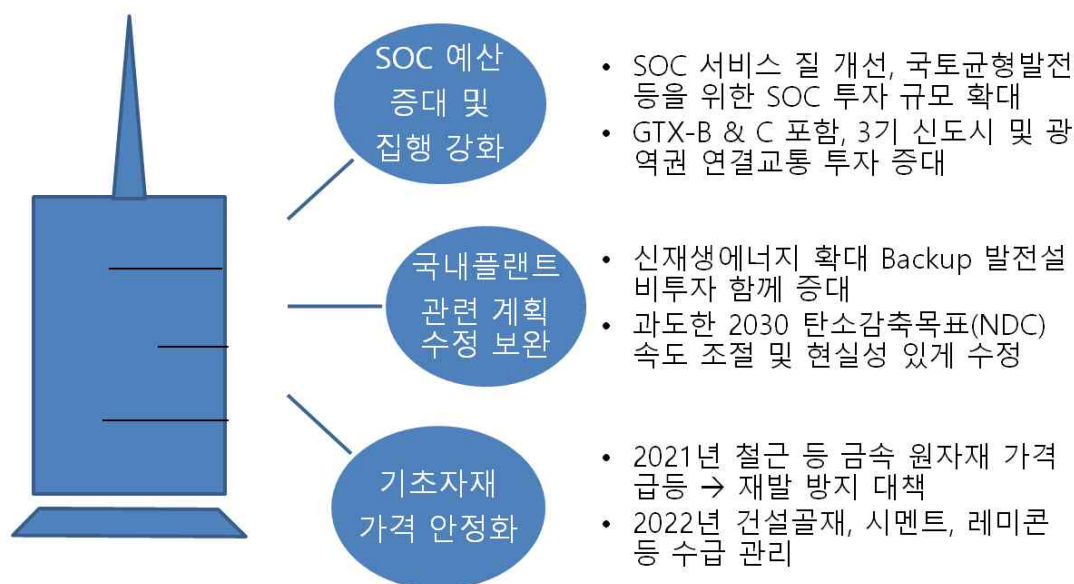 SOC 예산
증대 및
집행 강화
• SOC 서비스 질 개선, 국토균형발전
등을 위한 SOC 투자 규모 확대
• GTX-B & C 포함, 3기 신도시 및 광
역권 연결교통 투자 증대
국내플랜트
관련 계획
수정 보완
• 신재생에너지 확대 Backup 발전설
비투자 함께 증대
• 과도한 2030 탄소감축목표(NDC)
속도 조절 및 현실성 있게 수정
기초자재
가격 안정화
• 2021년 철근 등 금속 원자재 가격
급등 → 재발 방지 대책
• 2022년 건설골재, 시멘트, 레미콘
등 수급 관리